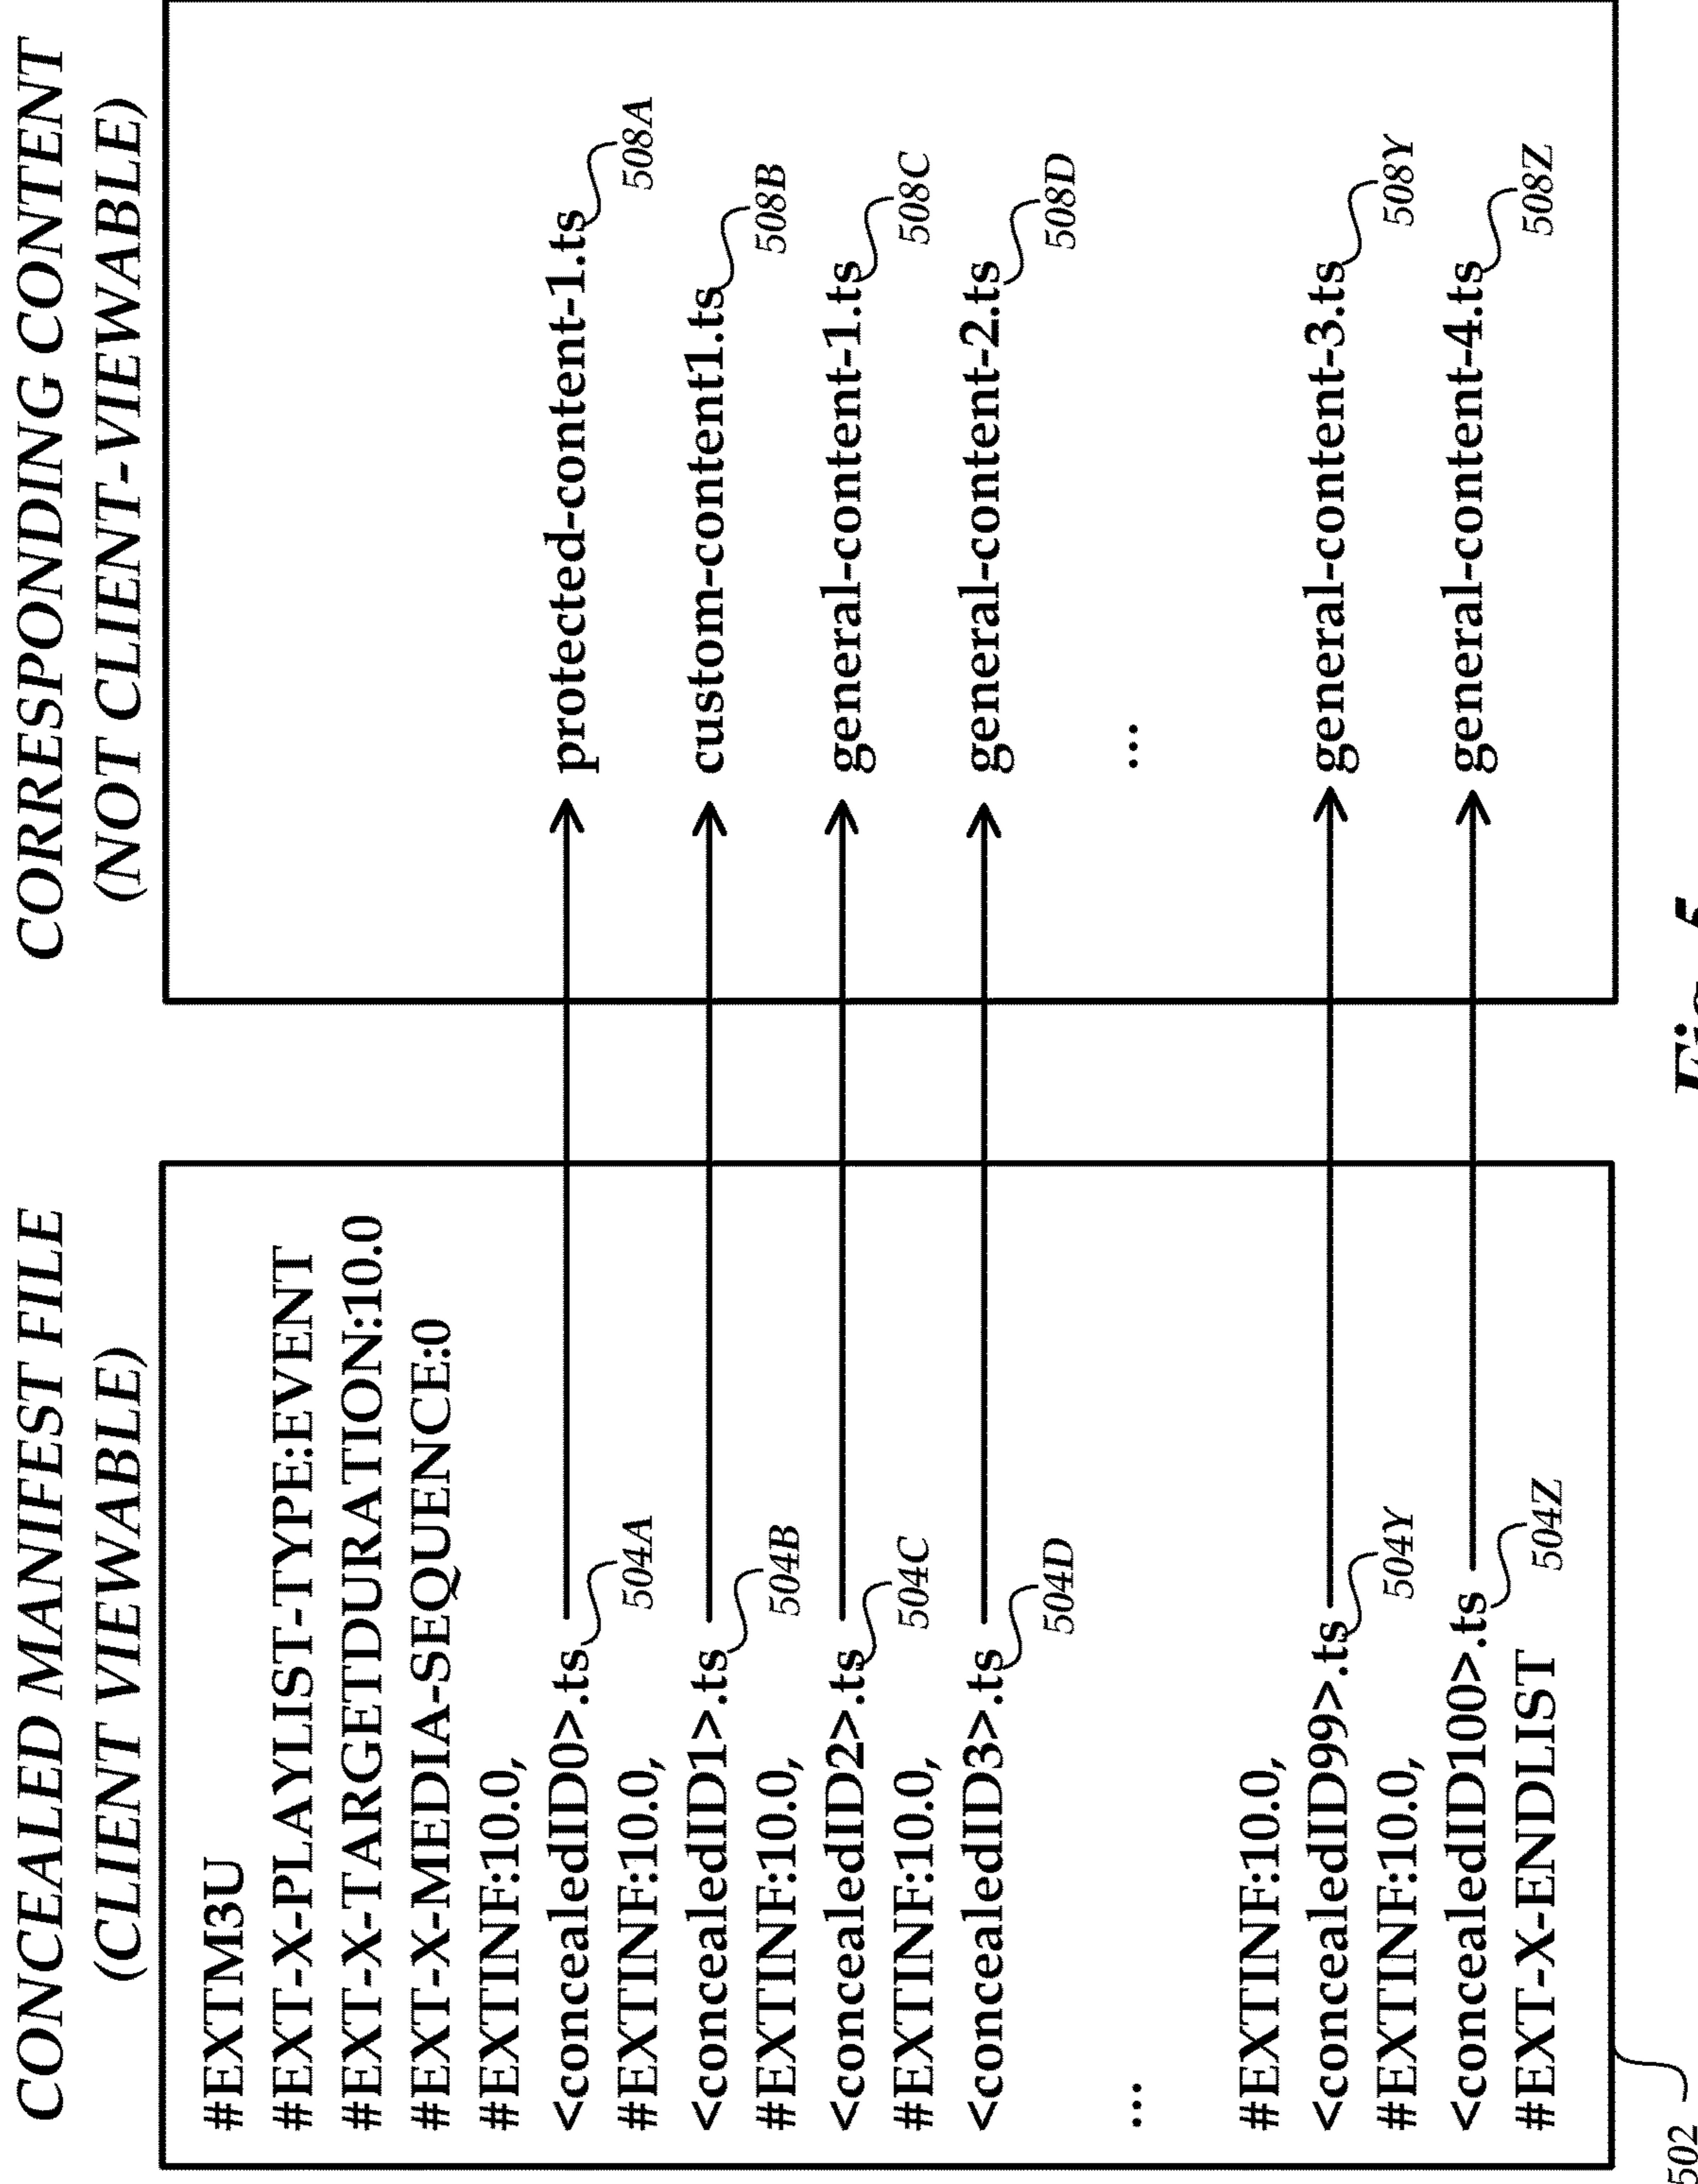 CONCEALED MANIFEST FILE
(CLIENT VIEWABLE)
#EXTM3U
#EXT-X-PLAYLIST-TYPE:EVENT
#EXT-X-TARGETDURATION:10.0
#EXT-X-MEDIA-SEQUENCE:0
#EXTINF:10.0,
<concealedID0>.ts
504A
#EXTINF:10.0,
<concealedID1>.ts
504B
#EXTINF:10.0,
<concealedID2>.ts
504C
#EXTINF:10.0,
<concealedID3>.ts
504D
...
#EXTINF:10.0,
<concealedID99>.ts
504Y
#EXTINF:10.0,
<concealedID100>.ts
504Z
#EXT-X-ENDLIST
502
CORRESPONDING CONTENT
(NOT CLIENT-VIEWABLE)
protected-content-1.ts
508A
custom-content1.ts
508B
general-content-1.ts
508C
general-content-2.ts
508D
...
general-content-3.ts
508Y
general-content-4.ts
508Z